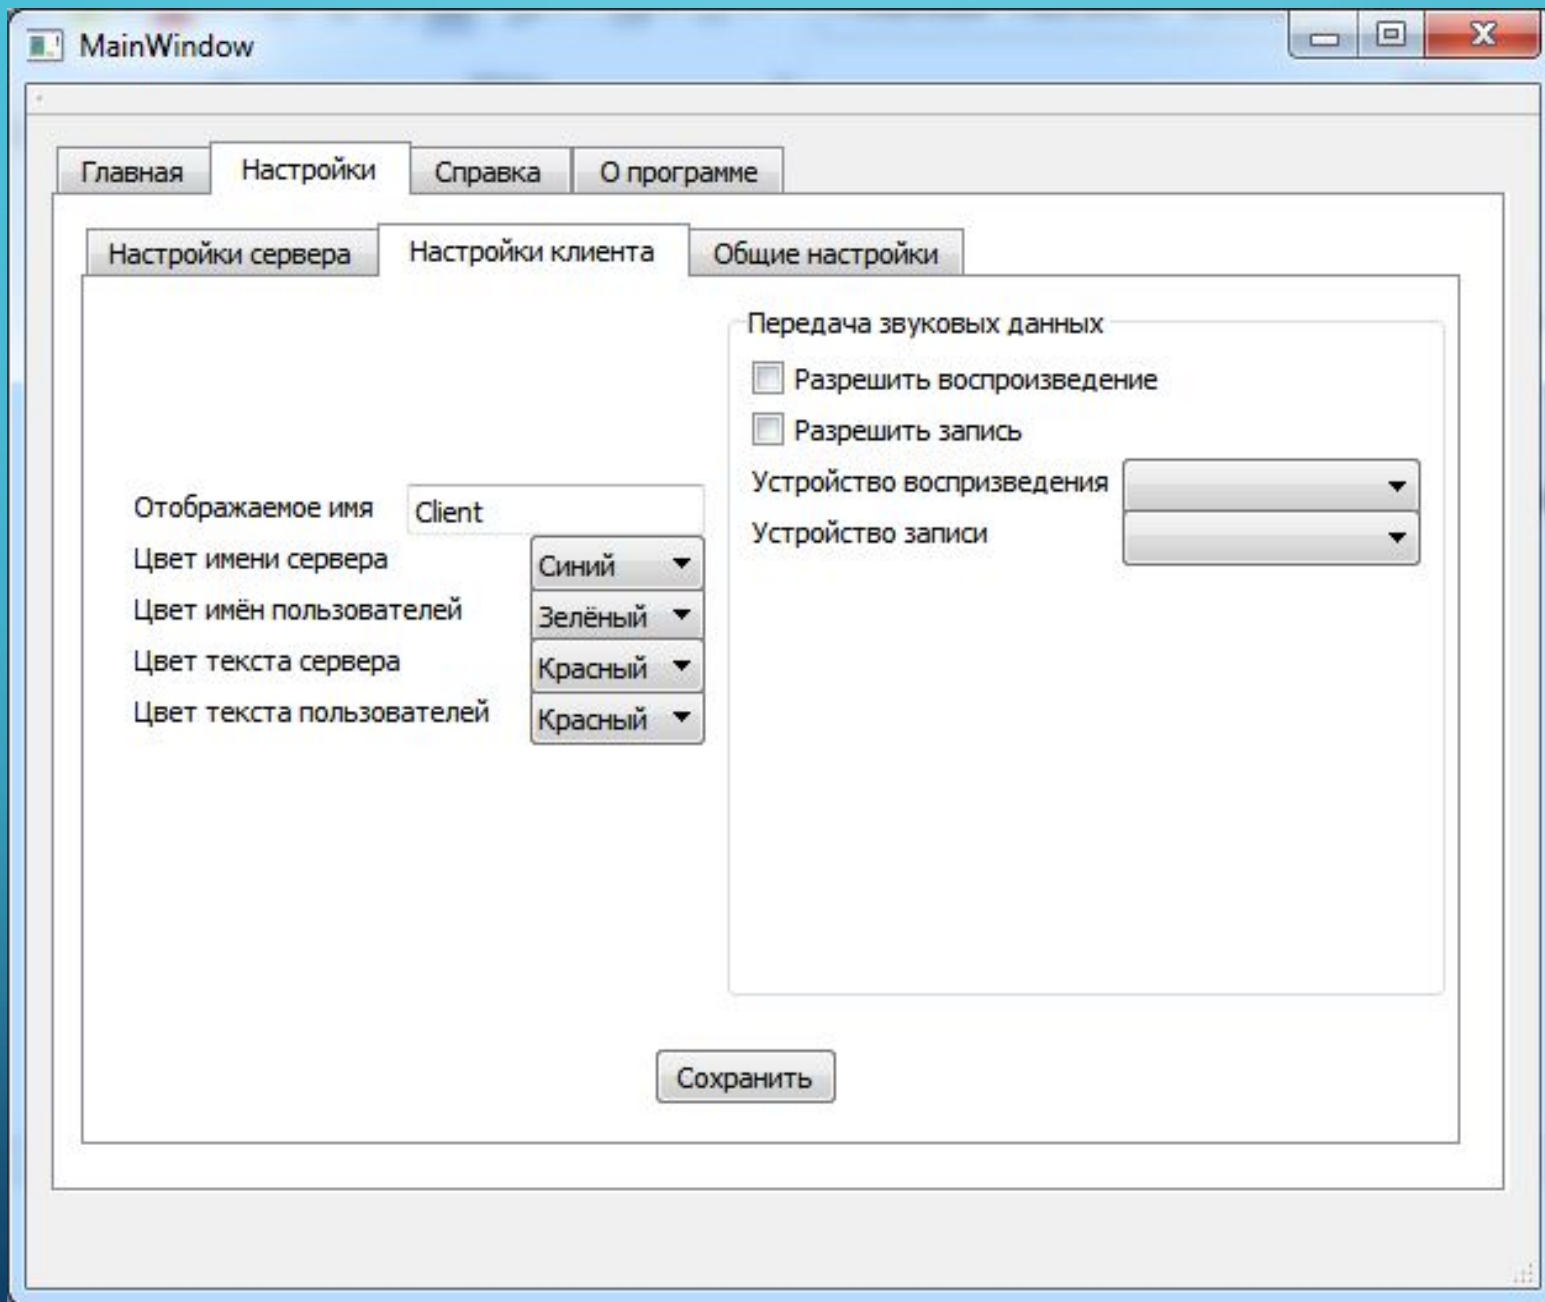 MainWindow
Главная Настройки Справка О программе
Настройки сервера Настройки клиента Общие настройки
Передача звуковых данных
Разрешить воспроизведение
Разрешить запись
Устройство воспризведения
Устройство записи
Отображаемое имя Client
Цвет имени сервера Синий
Цвет имён пользователей Зелёный
Цвет текста сервера Красный
Цвет текста пользователей Красный
Сохранить